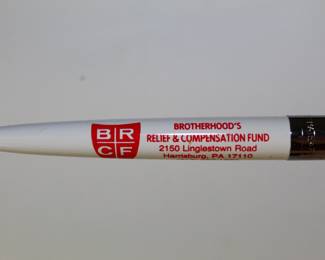 BR
CF
BROTHERHOOD'S
RELIEF & COMPENSATION FUND
2150 Linglestown Road
Harrisburg, PA 17110